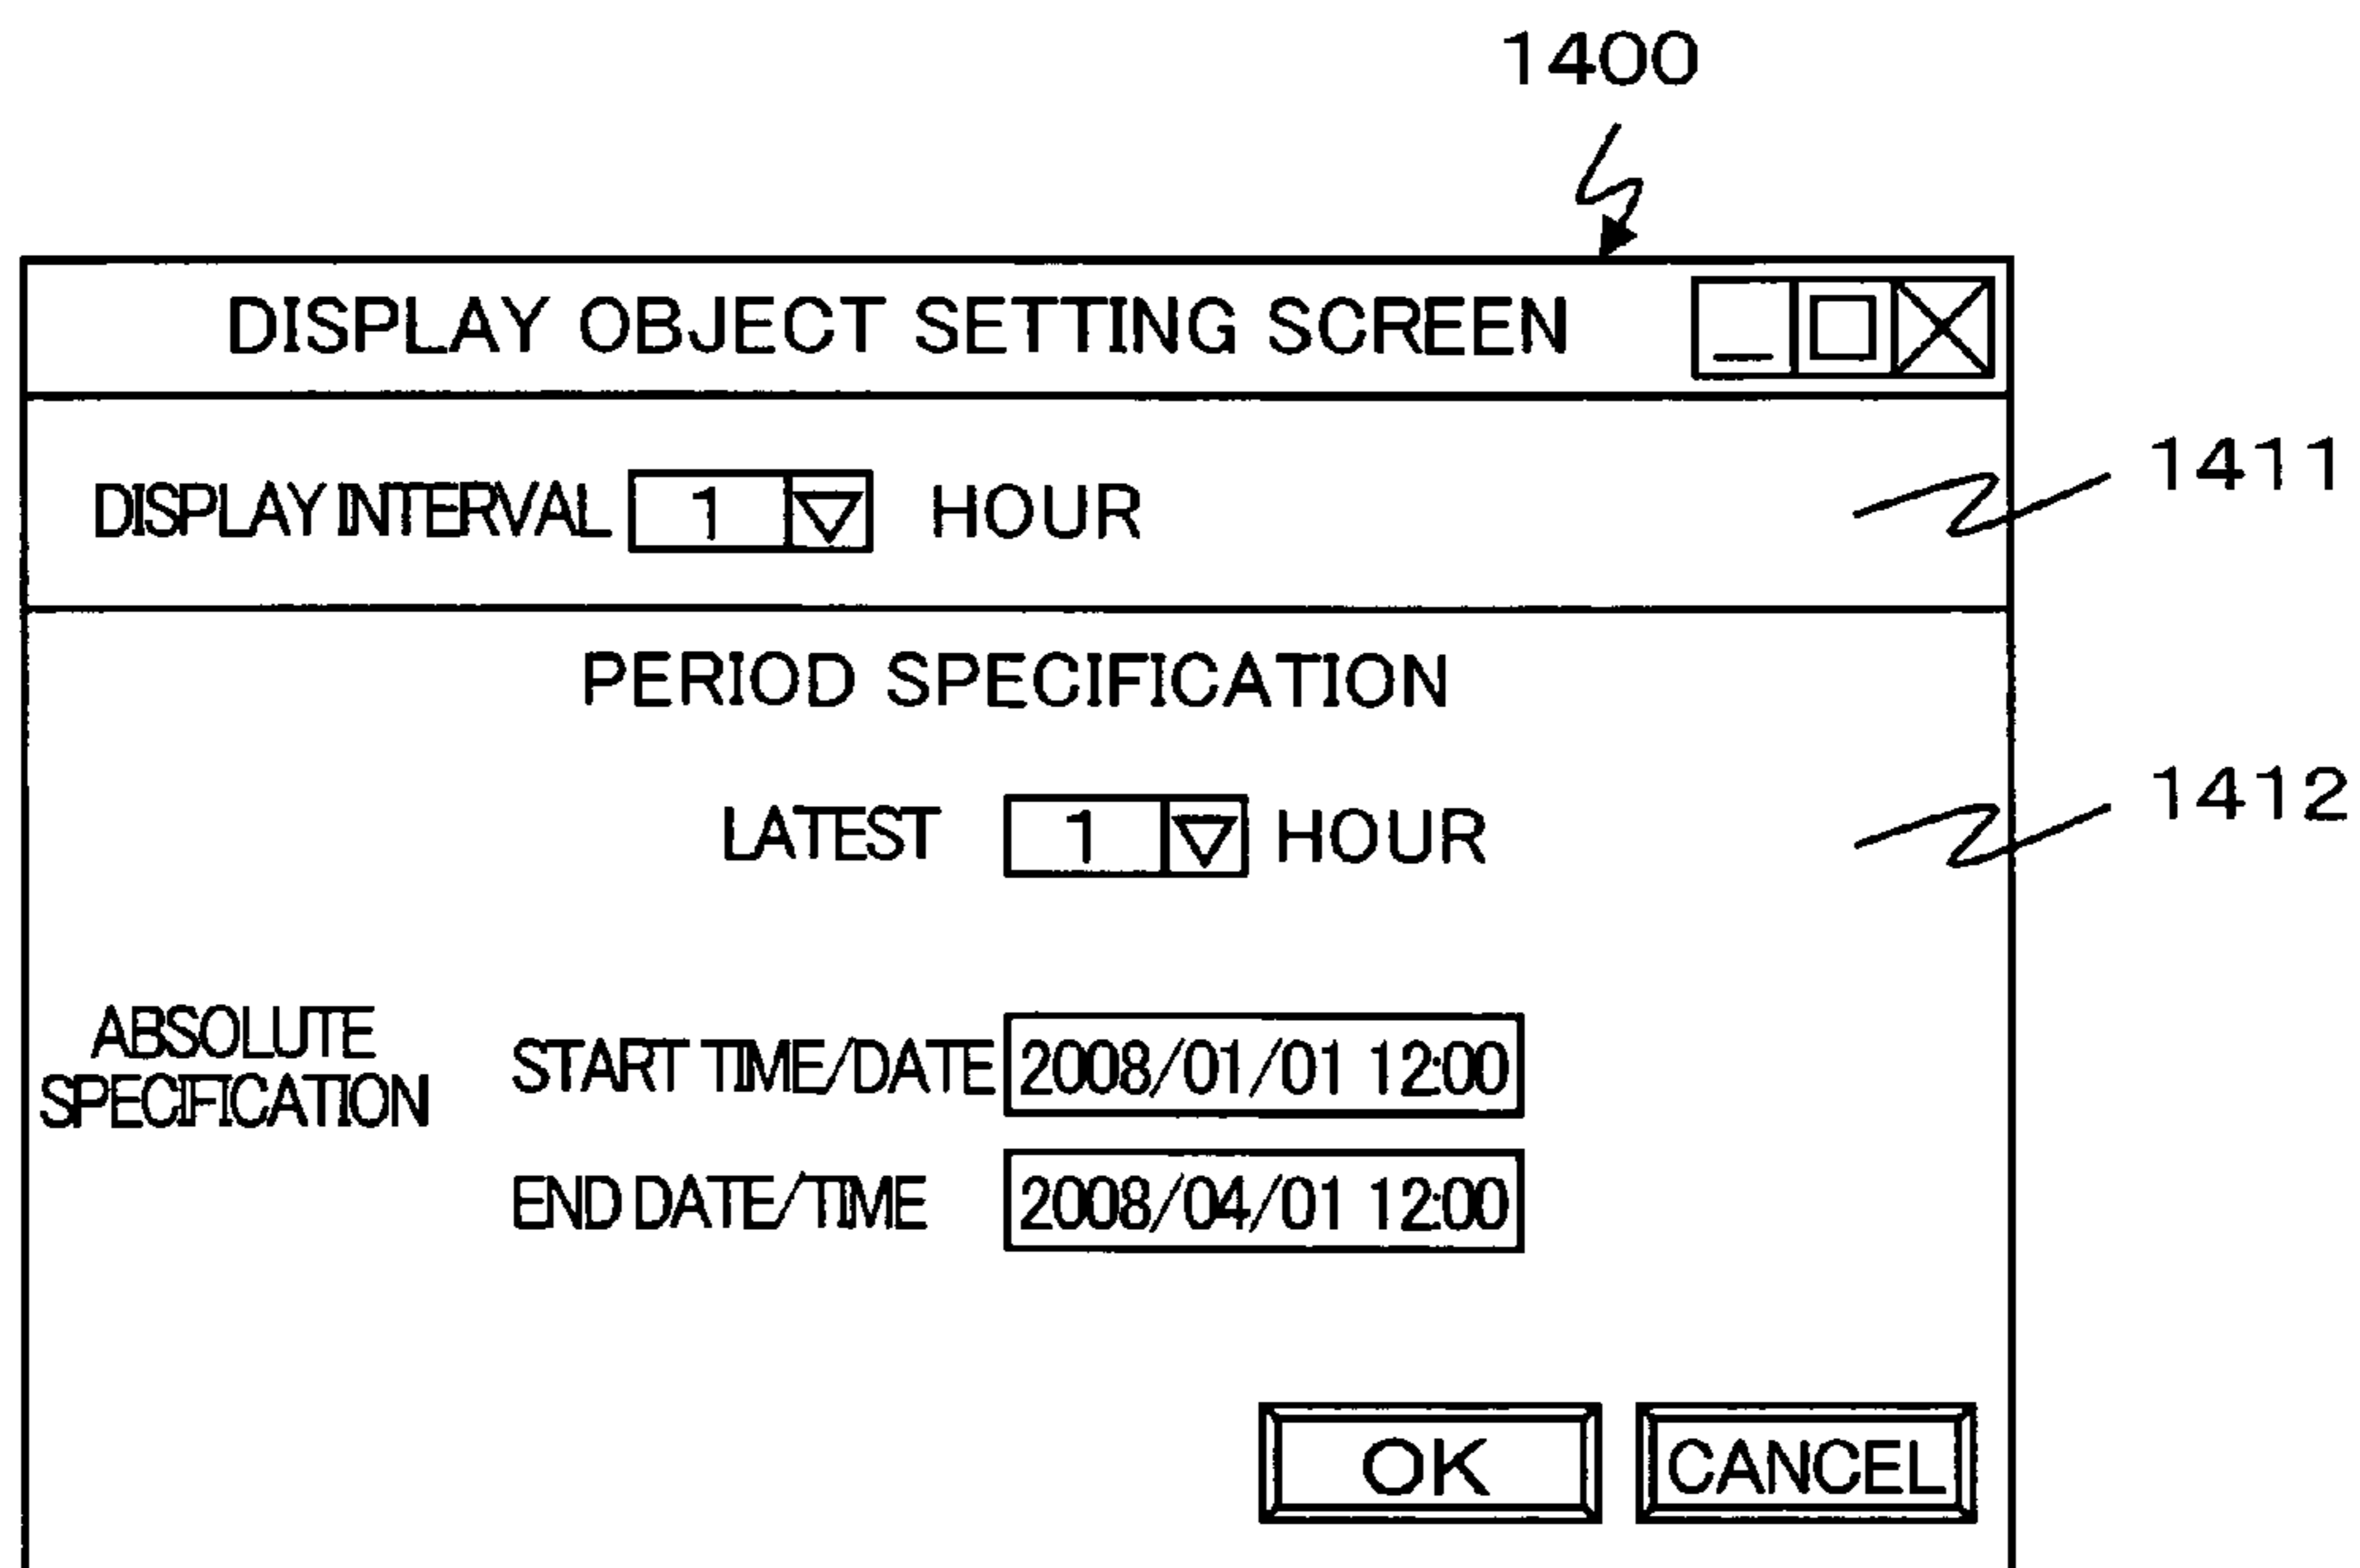 1400
DISPLAY OBJECT SETTING SCREEN
DISPLAY INTERVAL 1 HOUR
1411
PERIOD SPECIFICATION
LATEST 1 HOUR
1412
ABSOLUTE
SPECIFICATION
START TIME/DATE 2008/01/01 12:00
END DATE/TIME 2008/04/01 12:00
OK CANCEL